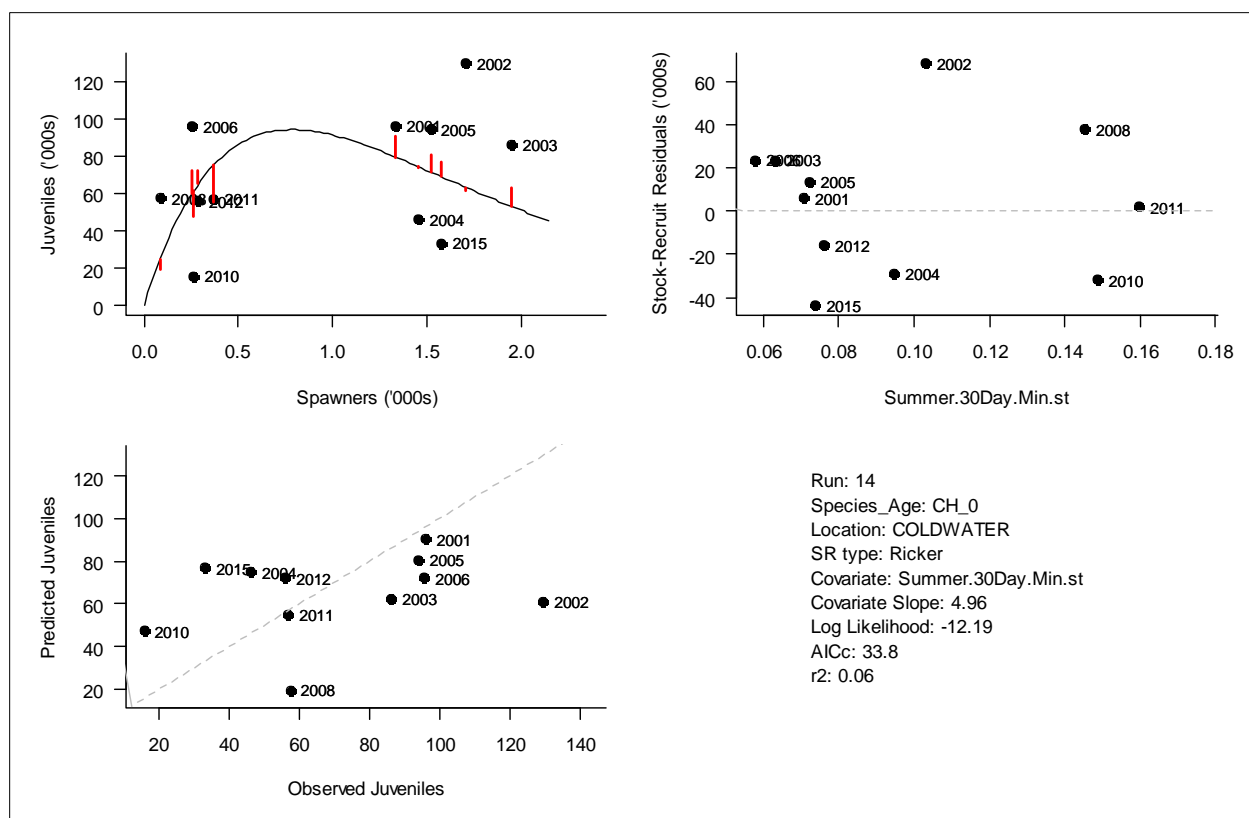 Juveniles ('000s)
120
100
80
60
40
20
0
2002
2001
2005
2006
2003
2008
2012
2011
2004
2015
2010
0.0 0.5 1.0 1.5 2.0
Spawners ('000s)
Stock-Recruit Residuals ('000s)
60
40
20
0
-20
-40
2002
2008
2006
2003
2005
2001
2011
2012
2004
2010
2015
0.06 0.08 0.10 0.12 0.14 0.16 0.18
Summer.30Day.Min.st
Predicted Juveniles
120
100
80
60
40
20
2001
2005
2015
2004
2012
2006
2003
2002
2011
2010
2008
20 40 60 80 100 120 140
Observed Juveniles
Run: 14
Species_Age: CH_0
Location: COLDWATER
SR type: Ricker
Covariate: Summer.30Day.Min.st
Covariate Slope: 4.96
Log Likelihood: -12.19
AICc: 33.8
r2: 0.06